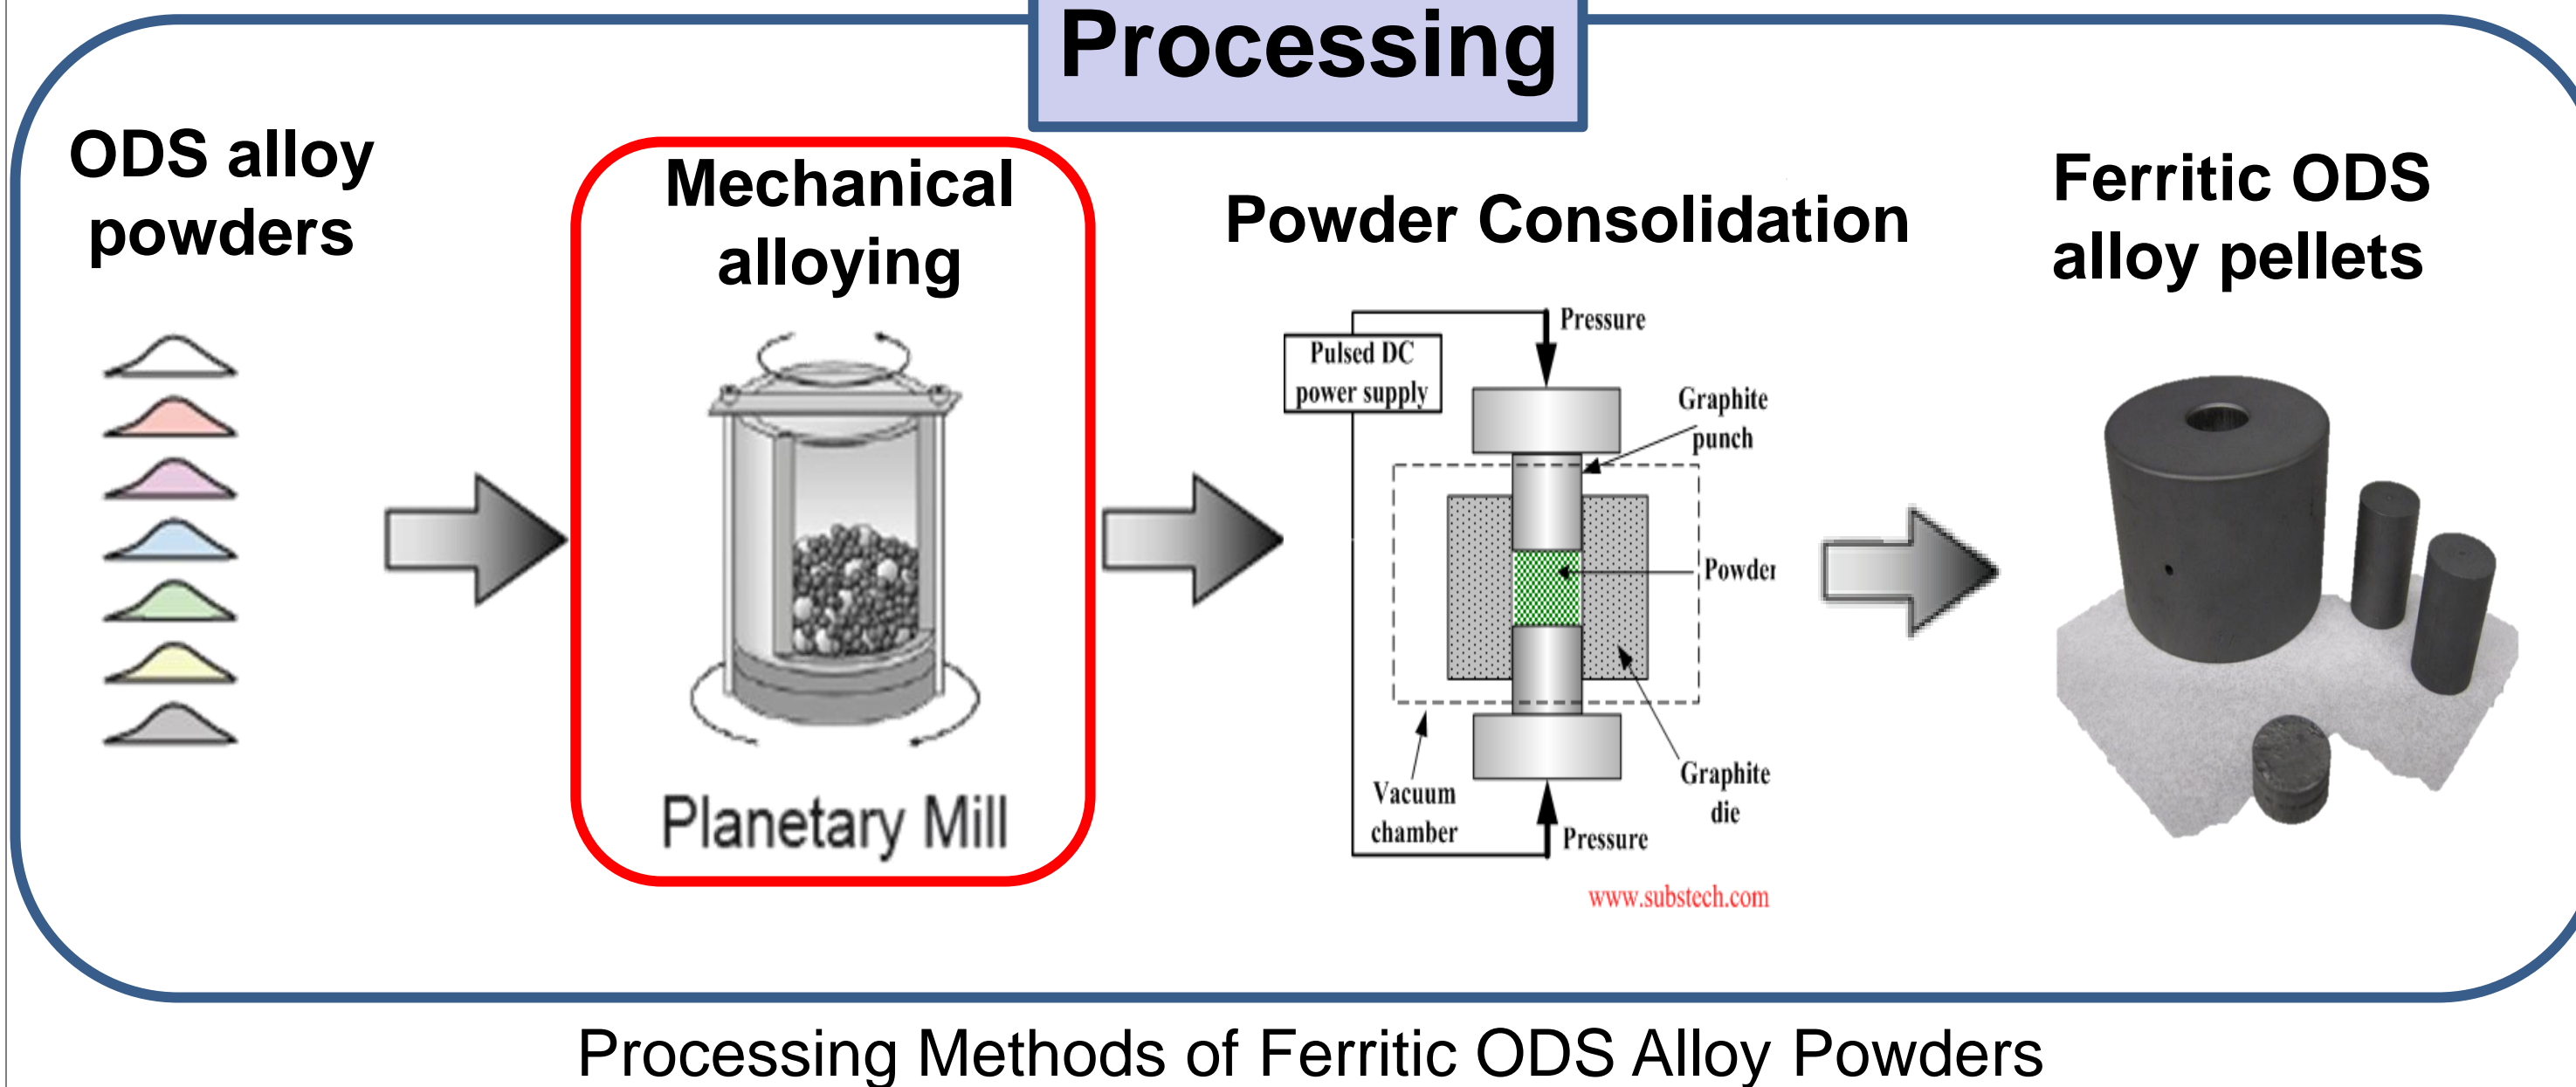 Processing
ODS alloy
powders
Mechanical
alloying
Planetary Mill
Powder Consolidation
Pressure
Pulsed DC
power supply
Graphite
punch
Powder
Graphite
die
Vacuum
chamber
Pressure
www.substech.com
Ferritic ODS
alloy pellets
Processing Methods of Ferritic ODS Alloy Powders